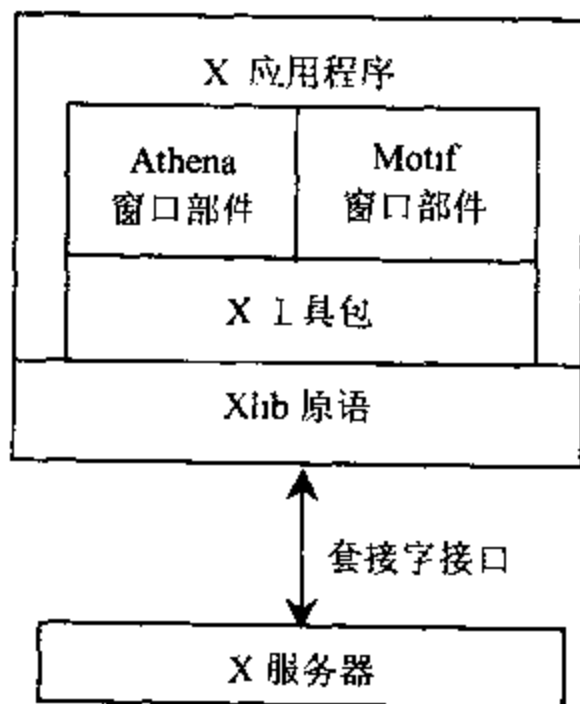 X 应用程序
Athena
窗口部件
Motif
窗口部件
X 工具包
Xlib 原语
套接字接口
X 服务器